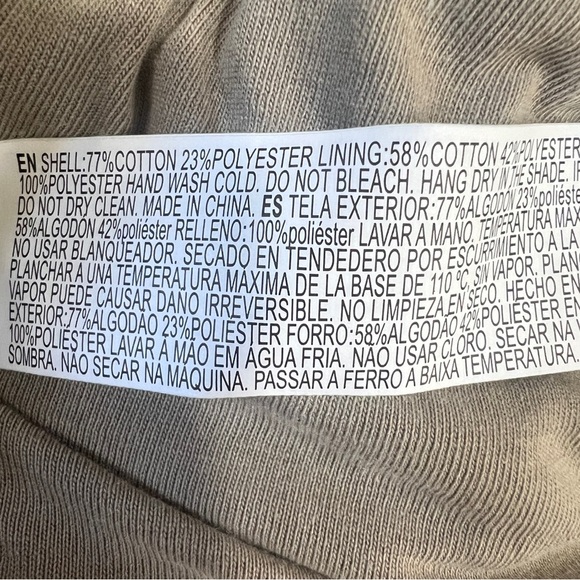 EN SHELL:77%COTTON 23%POLYESTER LINING:58%COTTON 42%POLYESTER
100%POLYESTER HAND WASH COLD. DO NOT BLEACH. HANG DRY IN THE SHADE.
DO NOT DRY CLEAN. MADE IN CHINA. ES TELA EXTERIOR:77%ALGODÓN 23%poliéster
58%ALGODÓN 42%poliéster RELLENO:100%poliéster LAVAR A MANO. TEMPERATURA
NO USAR BLANQUEADOR. SECADO EN TENDEDERO POR ESCURRIMIENTO A LA
PLANCHAR A UNA TEMPERATURA MÁXIMA DE LA BASE DE 110 °C, SIN VAPOR.
VAPOR PUEDE CAUSAR DAÑO IRREVERSIBLE. NO LIMPIEZA EN SECO. HECHO EN
EXTERIOR:77%ALGODÃO 23%POLIÉSTER FORRO:58%ALGODÃO 42%POLIÉSTER
100%POLIÉSTER LAVAR À MÃO EM ÁGUA FRIA. NÃO USAR CLORO. SECAR NA
SOMBRA. NÃO SECAR NA MAQUINA. PASSAR A FERRO A BAIXA TEMPERATURA